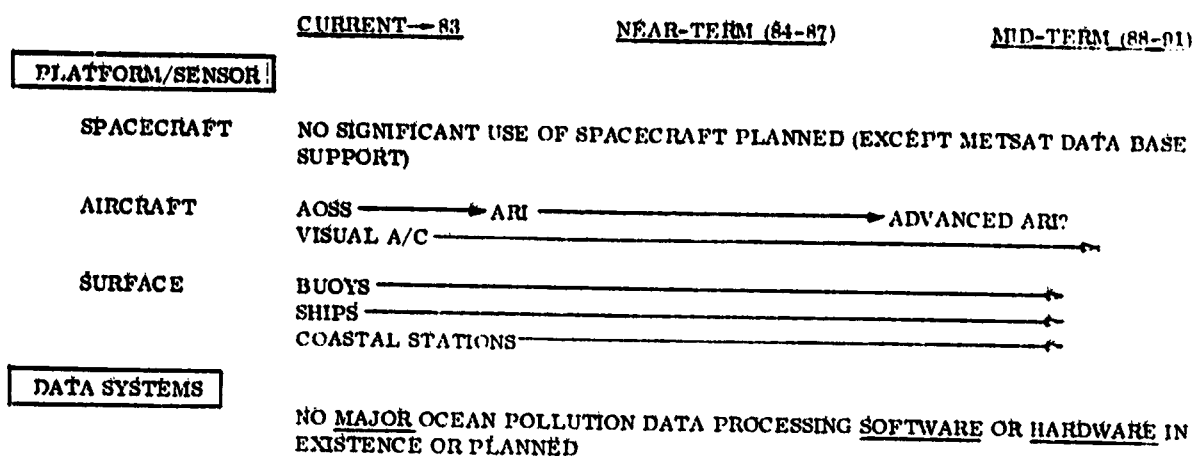 CURRENT→83 NEAR-TERM (84-87) MID-TERM (88-91)
PLATFORM/SENSOR
SPACECRAFT NO SIGNIFICANT USE OF SPACECRAFT PLANNED (EXCEPT METSAT DATA BASE
SUPPORT)
AIRCRAFT AOSS → ARI → ADVANCED ARI?
VISUAL A/C
SURFACE BUOYS
SHIPS
COASTAL STATIONS
DATA SYSTEMS
NO MAJOR OCEAN POLLUTION DATA PROCESSING SOFTWARE OR HARDWARE IN
EXISTENCE OR PLANNED